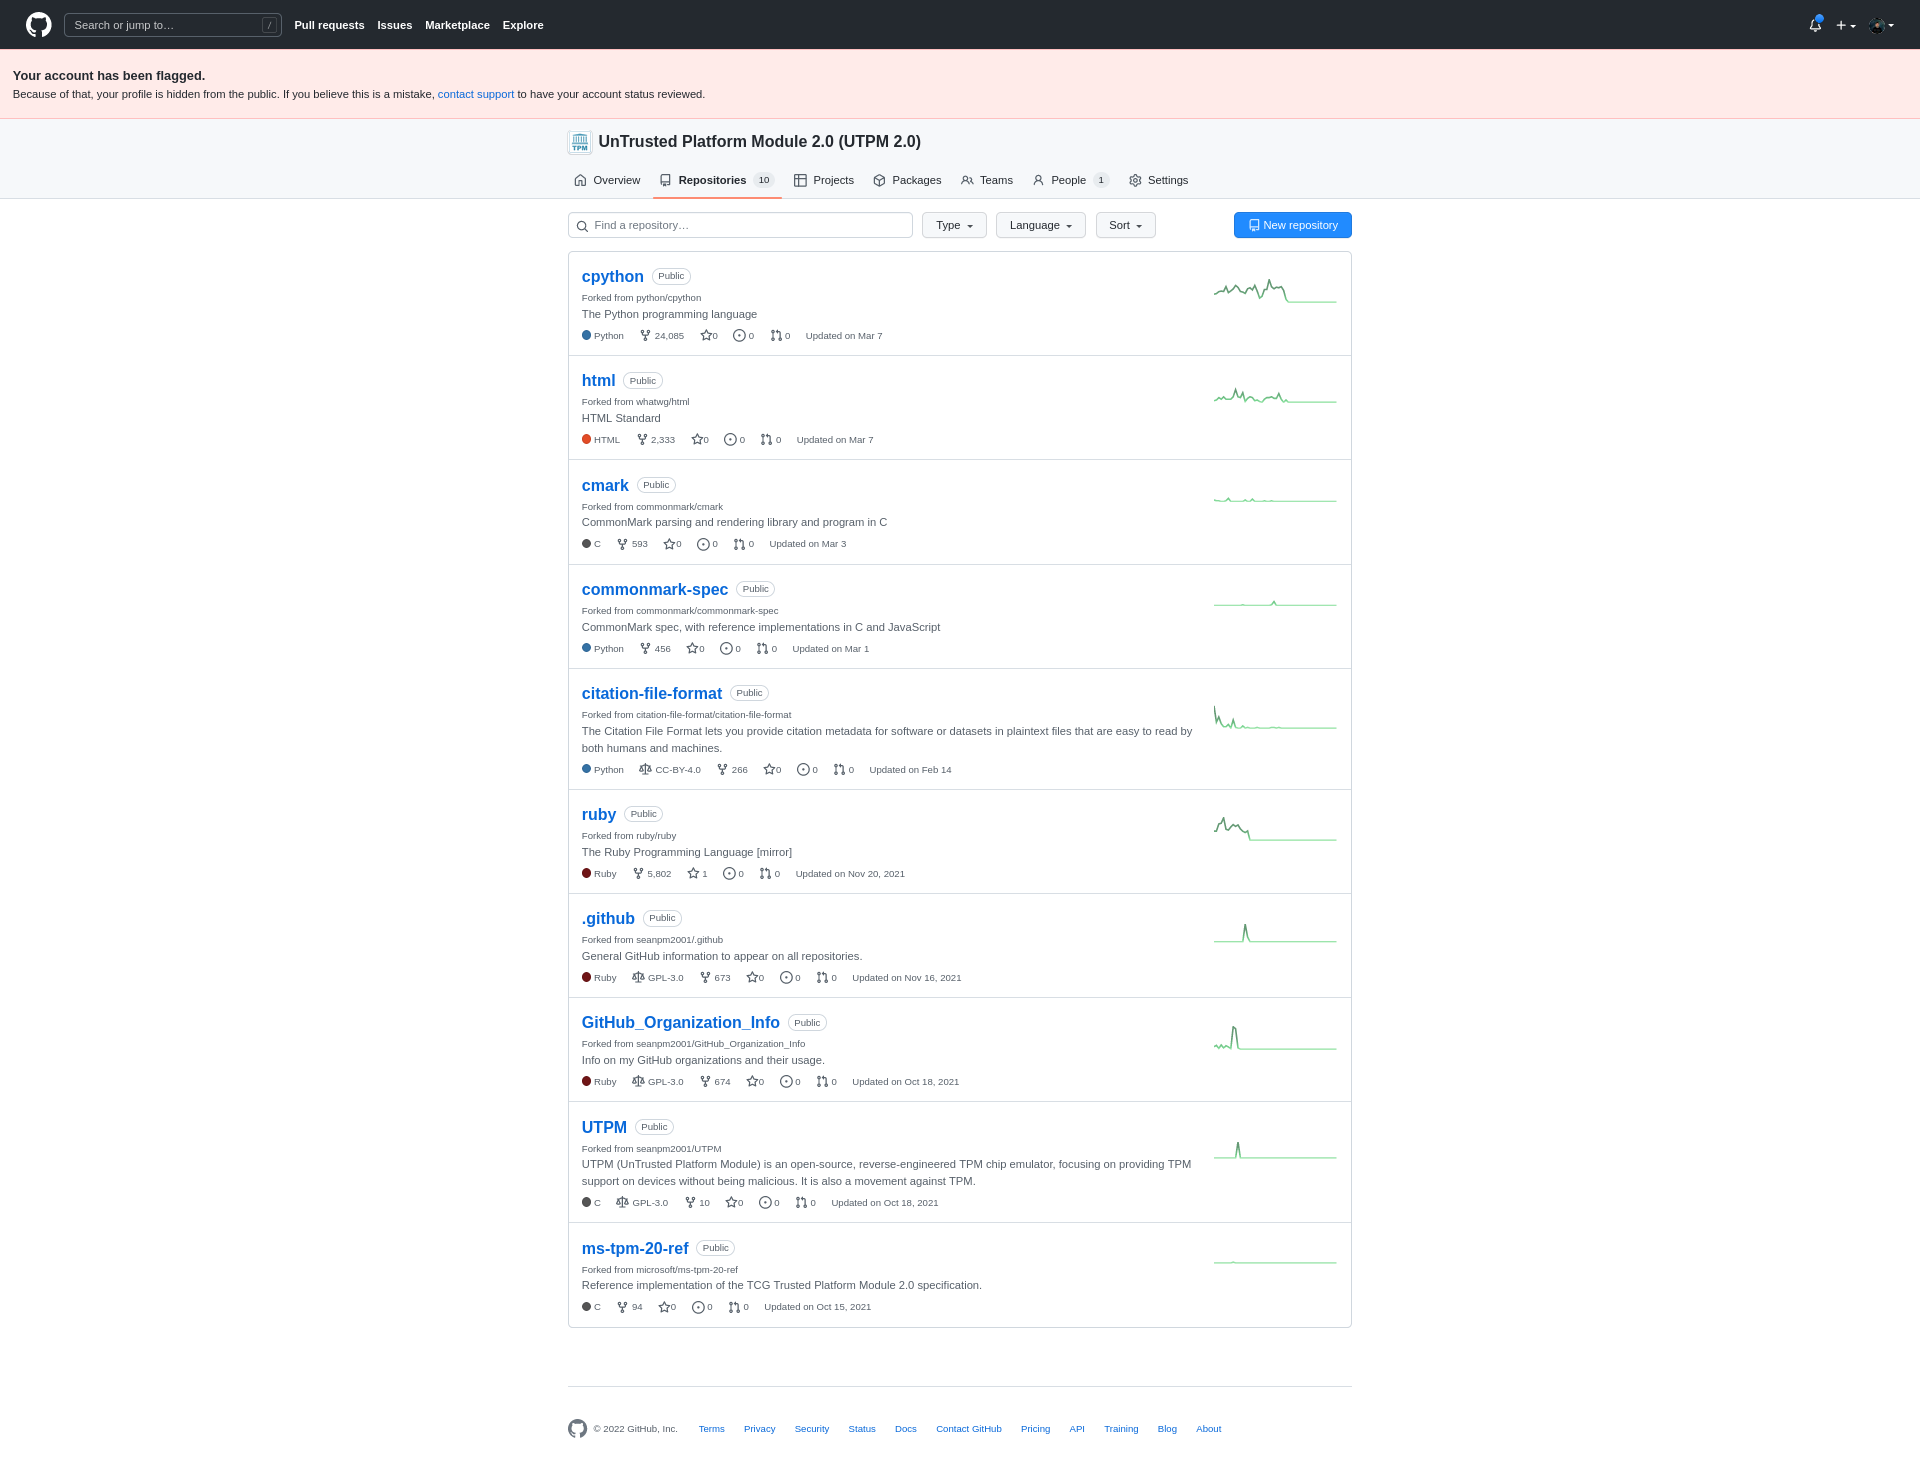 Search or jump to… /
Pull requests Issues Marketplace Explore
Your account has been flagged.
Because of that, your profile is hidden from the public. If you believe this is a mistake, contact support to have your account status reviewed.
TPM
UnTrusted Platform Module 2.0 (UTPM 2.0)
Overview Repositories 10 Projects Packages Teams People 1 Settings
Find a repository… Type Language Sort New repository
cpython Public
Forked from python/cpython
The Python programming language
Python 24,085 0 0 0 Updated on Mar 7
html Public
Forked from whatwg/html
HTML Standard
HTML 2,333 0 0 0 Updated on Mar 7
cmark Public
Forked from commonmark/cmark
CommonMark parsing and rendering library and program in C
C 593 0 0 0 Updated on Mar 3
commonmark-spec Public
Forked from commonmark/commonmark-spec
CommonMark spec, with reference implementations in C and JavaScript
Python 456 0 0 0 Updated on Mar 1
citation-file-format Public
Forked from citation-file-format/citation-file-format
The Citation File Format lets you provide citation metadata for software or datasets in plaintext files that are easy to read by
both humans and machines.
Python CC-BY-4.0 266 0 0 0 Updated on Feb 14
ruby Public
Forked from ruby/ruby
The Ruby Programming Language [mirror]
Ruby 5,802 1 0 0 Updated on Nov 20, 2021
.github Public
Forked from seanpm2001/.github
General GitHub information to appear on all repositories.
Ruby GPL-3.0 673 0 0 0 Updated on Nov 16, 2021
GitHub_Organization_Info Public
Forked from seanpm2001/GitHub_Organization_Info
Info on my GitHub organizations and their usage.
Ruby GPL-3.0 674 0 0 0 Updated on Oct 18, 2021
UTPM Public
Forked from seanpm2001/UTPM
UTPM (UnTrusted Platform Module) is an open-source, reverse-engineered TPM chip emulator, focusing on providing TPM
support on devices without being malicious. It is also a movement against TPM.
C GPL-3.0 10 0 0 0 Updated on Oct 18, 2021
ms-tpm-20-ref Public
Forked from microsoft/ms-tpm-20-ref
Reference implementation of the TCG Trusted Platform Module 2.0 specification.
C 94 0 0 0 Updated on Oct 15, 2021
© 2022 GitHub, Inc. Terms Privacy Security Status Docs Contact GitHub Pricing API Training Blog About